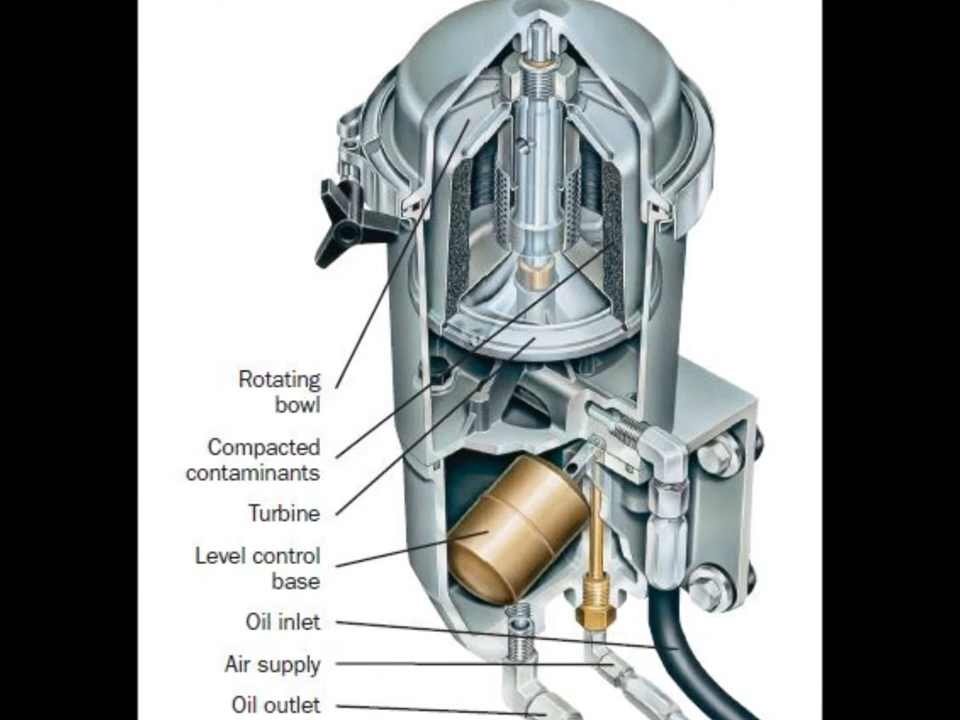 Rotating
bowl
Compacted
contaminants
Turbine
Level control
base
Oil inlet
Air supply
Oil outlet